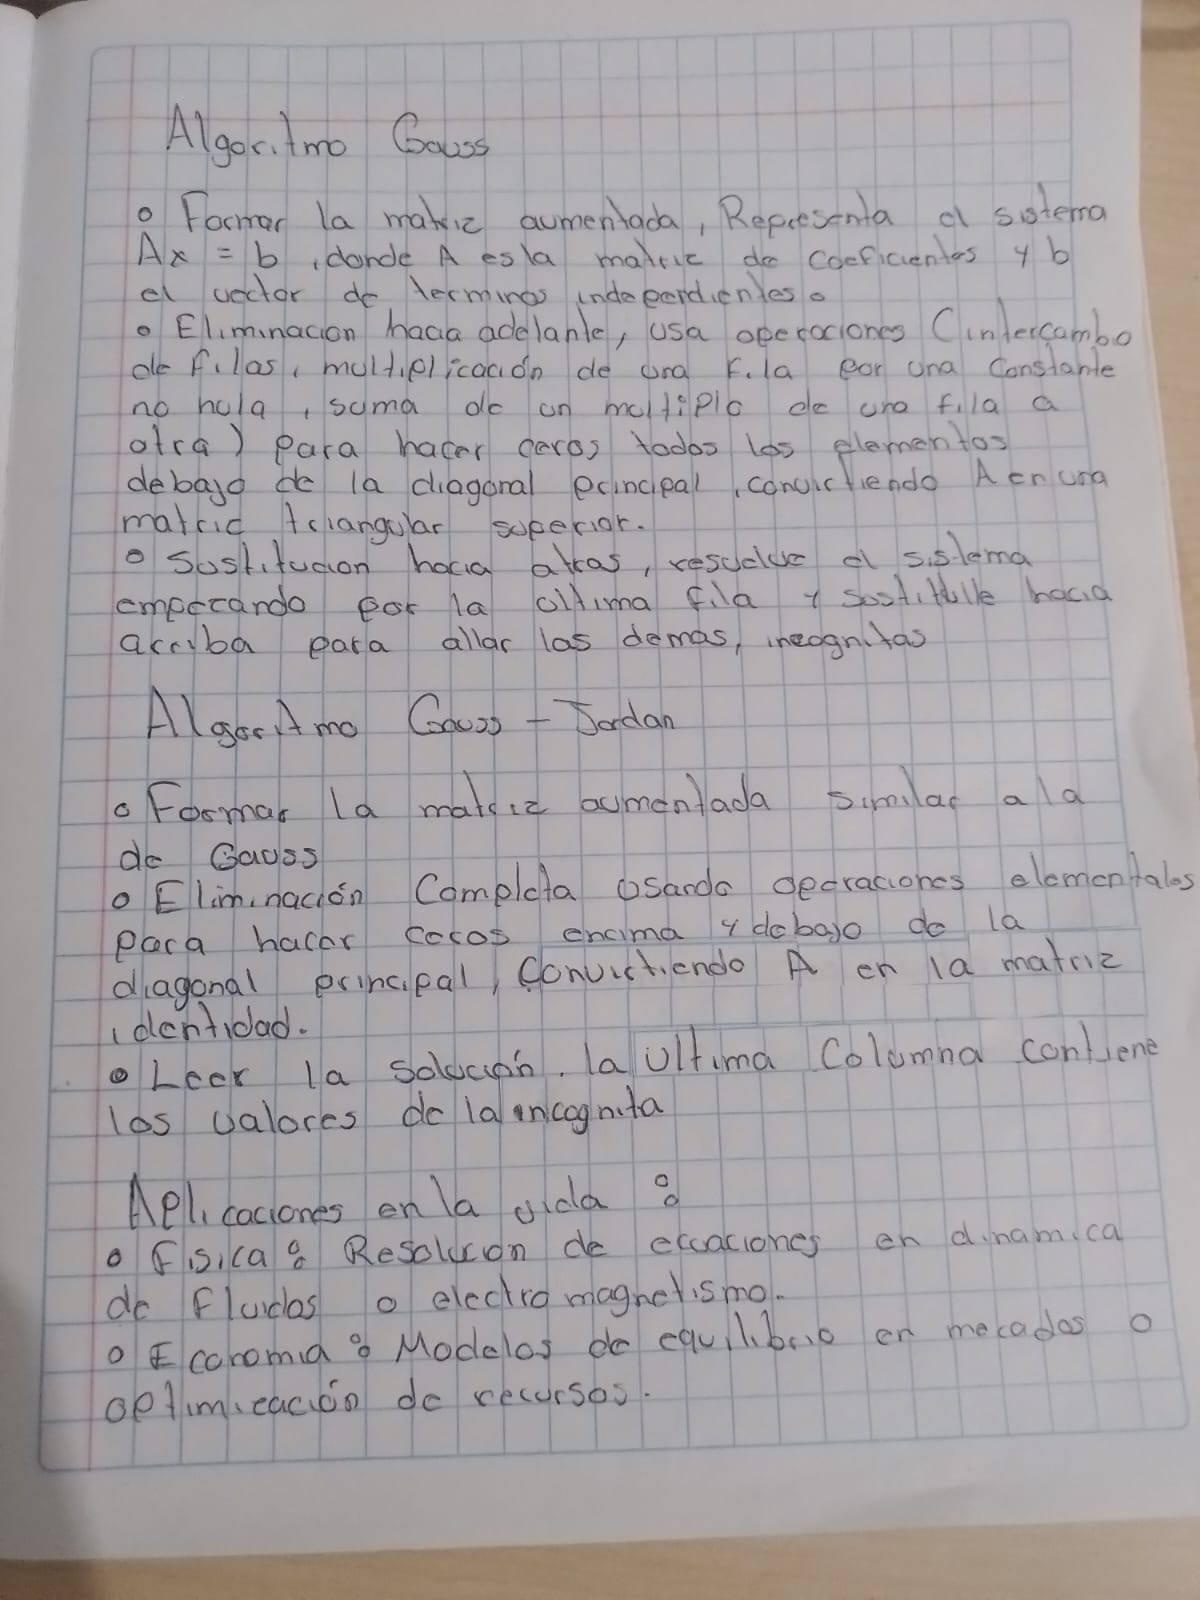 Algoritmo Gauss
o Formar la matriz aumentada, Representa el sistema
Ax = b, donde A es la matriz de coeficientes y b
el vector de terminos independientes.
o Eliminacion hacia adelante, usa operaciones (intercambo
de filas, multiplicación de una fila por una constante
no nula, suma de un multiplo de una fila a
otra) para hacer ceros todos los elementos
debajo de la diagonal principal, convirtiendo A en una
matriz triangular superior.
o Sustitucion hacia atras, resuelve el sistema
empezando por la ultima fila y sostitulle hacia
arryba para allar las demas, incognitas
Algoritmo Gauss - Jordan
o Formar la matriz aumentada similar a la
de Gauss
o Eliminación Completa usando operaciones elementales
para hacer ceros encima y debajo de la
diagonal principal, Convirtiendo A en la matriz
identidad.
o Leer la solución. la Ultima Columna contiene
los valores de la incognita
Aplicaciones en la vida :
o Fisica : Resolucion de ecuaciones en dinamica
de Fluidos o electromagnetismo.
o Economia : Modelos de equilibrio en mecados o
optimización de recursos.